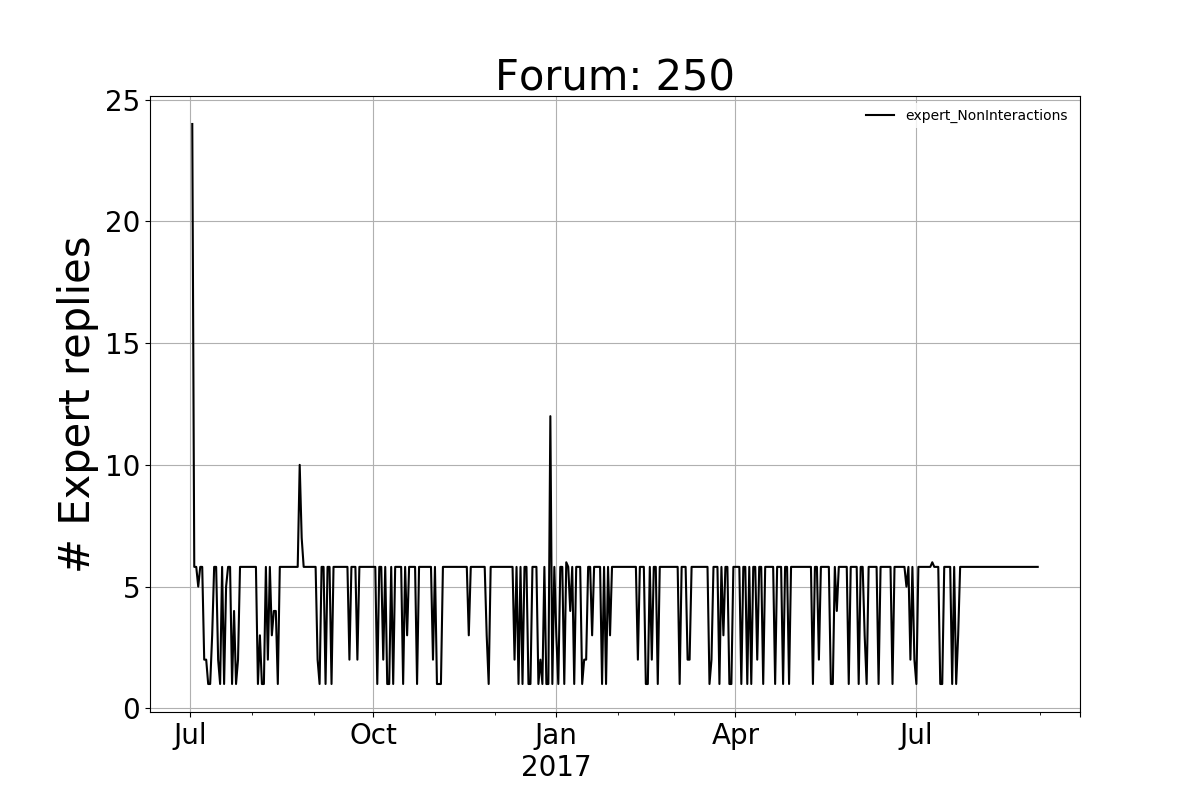 Forum: 250
expert_NonInteractions
# Expert replies
25
20
15
10
5
0
Jul
Oct
Jan
Apr
Jul
2017